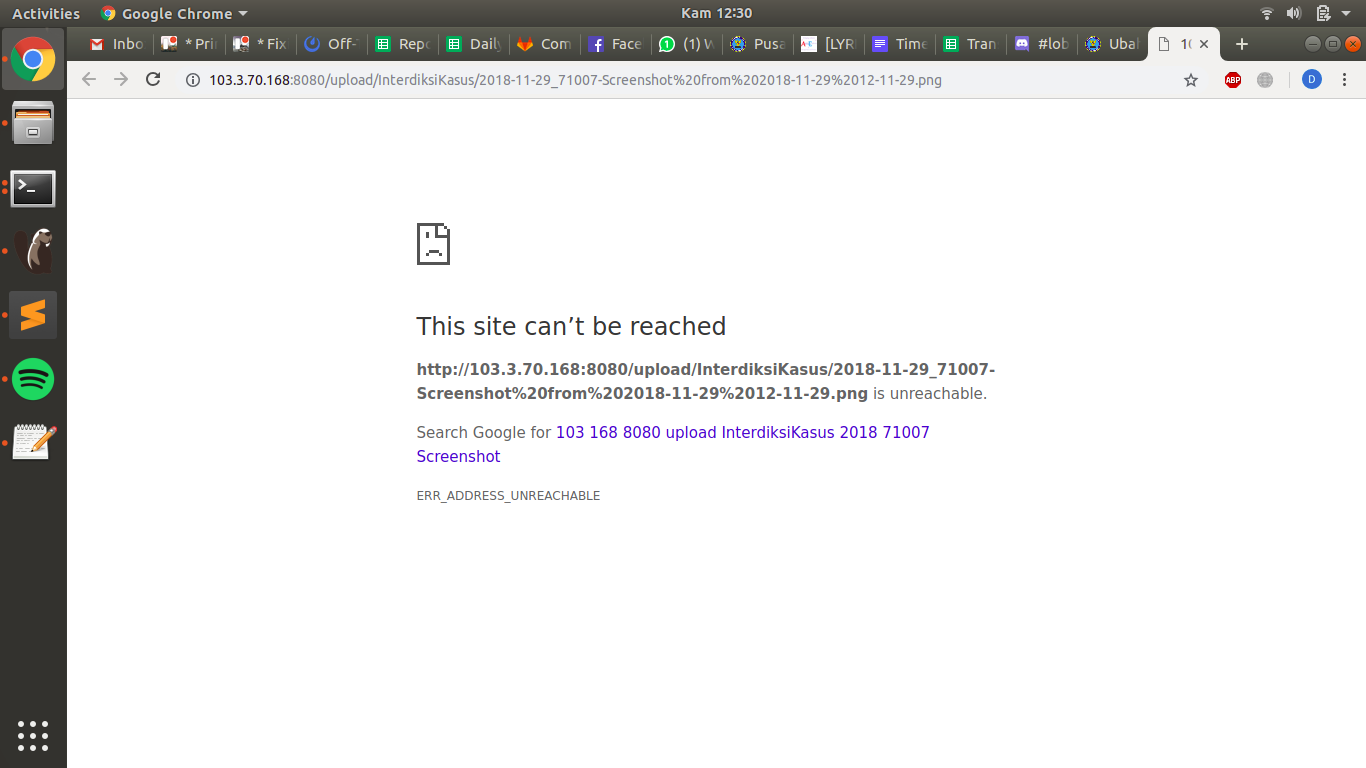 Activities Google Chrome Kam 12:30
Inbo * Prin * Fix Off-T Repo Daily Com Face (1) W Pusa [LYRI Time Tran #lob Ubal 10
103.3.70.168:8080/upload/InterdiksiKasus/2018-11-29_71007-Screenshot%20from%202018-11-29%2012-11-29.png ABP D
This site can’t be reached
http://103.3.70.168:8080/upload/InterdiksiKasus/2018-11-29_71007-
Screenshot%20from%202018-11-29%2012-11-29.png is unreachable.
Search Google for 103 168 8080 upload InterdiksiKasus 2018 71007
Screenshot
ERR_ADDRESS_UNREACHABLE